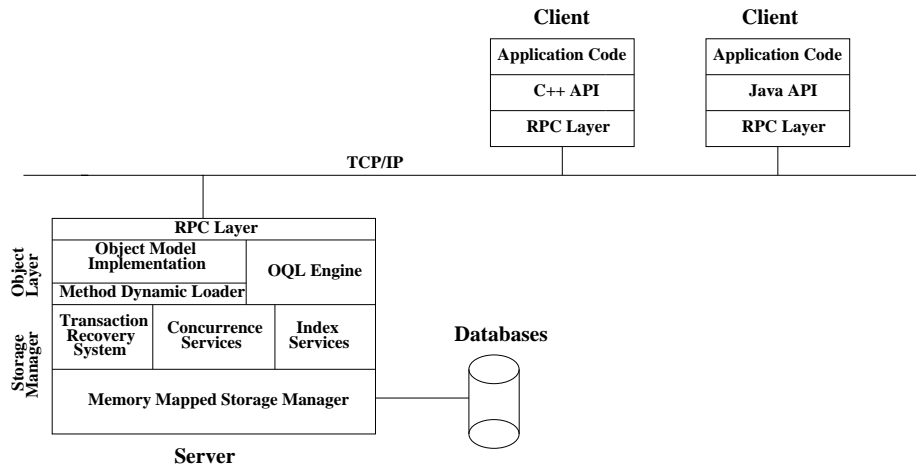 Client
Client
Application Code
Application Code
C++ API
Java API
RPC Layer
RPC Layer
TCP/IP
RPC Layer
Object Model
Implementation
OQL Engine
Method Dynamic Loader
Object
Layer
Transaction
Recovery
System
Concurrence
Services
Index
Services
Storage
Manager
Databases
Memory Mapped Storage Manager
Server